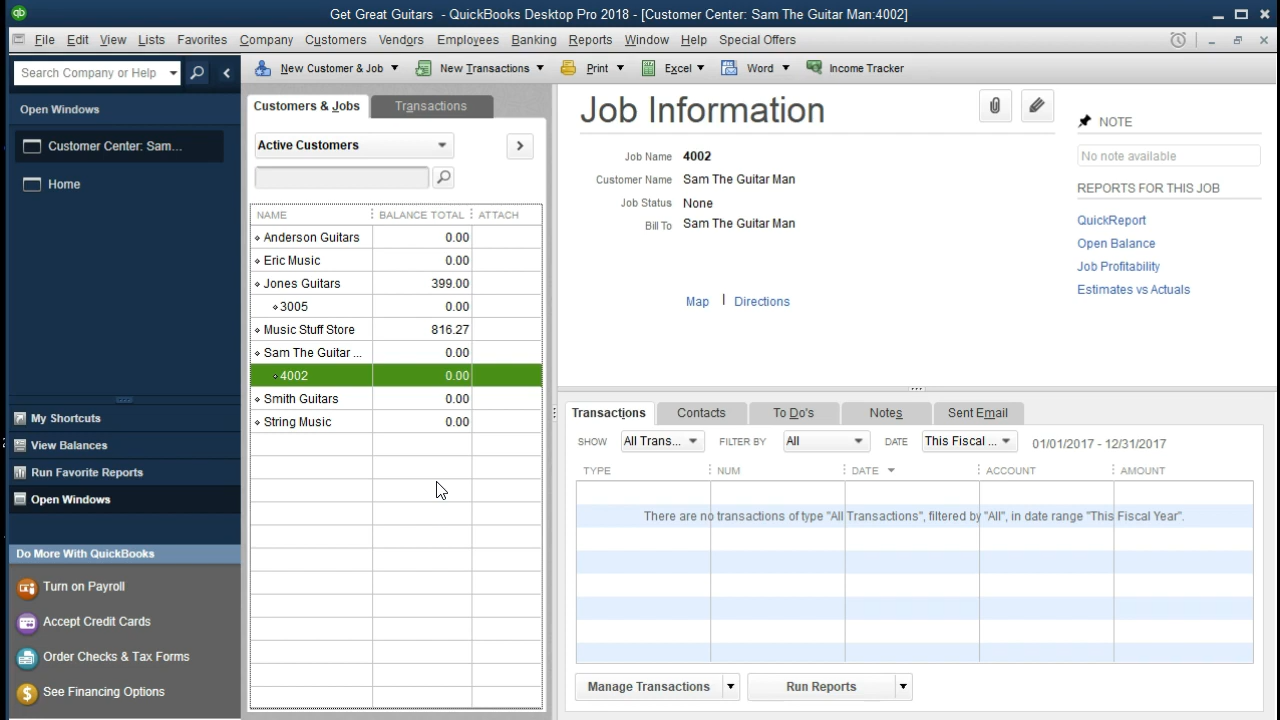 Get Great Guitars - QuickBooks Desktop Pro 2018 - [Customer Center: Sam The Guitar Man:4002]
File Edit View Lists Favorites Company Customers Vendors Employees Banking Reports Window Help Special Offers
Search Company or Help
New Customer & Job New Transactions Print Excel Word Income Tracker
Open Windows
Customer Center: Sam...
Home
My Shortcuts
View Balances
Run Favorite Reports
Open Windows
Do More With QuickBooks
Turn on Payroll
Accept Credit Cards
Order Checks & Tax Forms
See Financing Options
Customers & Jobs Transactions
Active Customers
NAME BALANCE TOTAL ATTACH
Anderson Guitars 0.00
Eric Music 0.00
Jones Guitars 399.00
3005 0.00
Music Stuff Store 816.27
Sam The Guitar ... 0.00
4002 0.00
Smith Guitars 0.00
String Music 0.00
Job Information
Job Name 4002
Customer Name Sam The Guitar Man
Job Status None
Bill To Sam The Guitar Man
Map | Directions
NOTE
No note available
REPORTS FOR THIS JOB
QuickReport
Open Balance
Job Profitability
Estimates vs Actuals
Transactions Contacts To Do's Notes Sent Email
SHOW All Trans... FILTER BY All DATE This Fiscal ... 01/01/2017 - 12/31/2017
TYPE NUM DATE ACCOUNT AMOUNT
There are no transactions of type "All Transactions", filtered by "All", in date range "This Fiscal Year".
Manage Transactions Run Reports